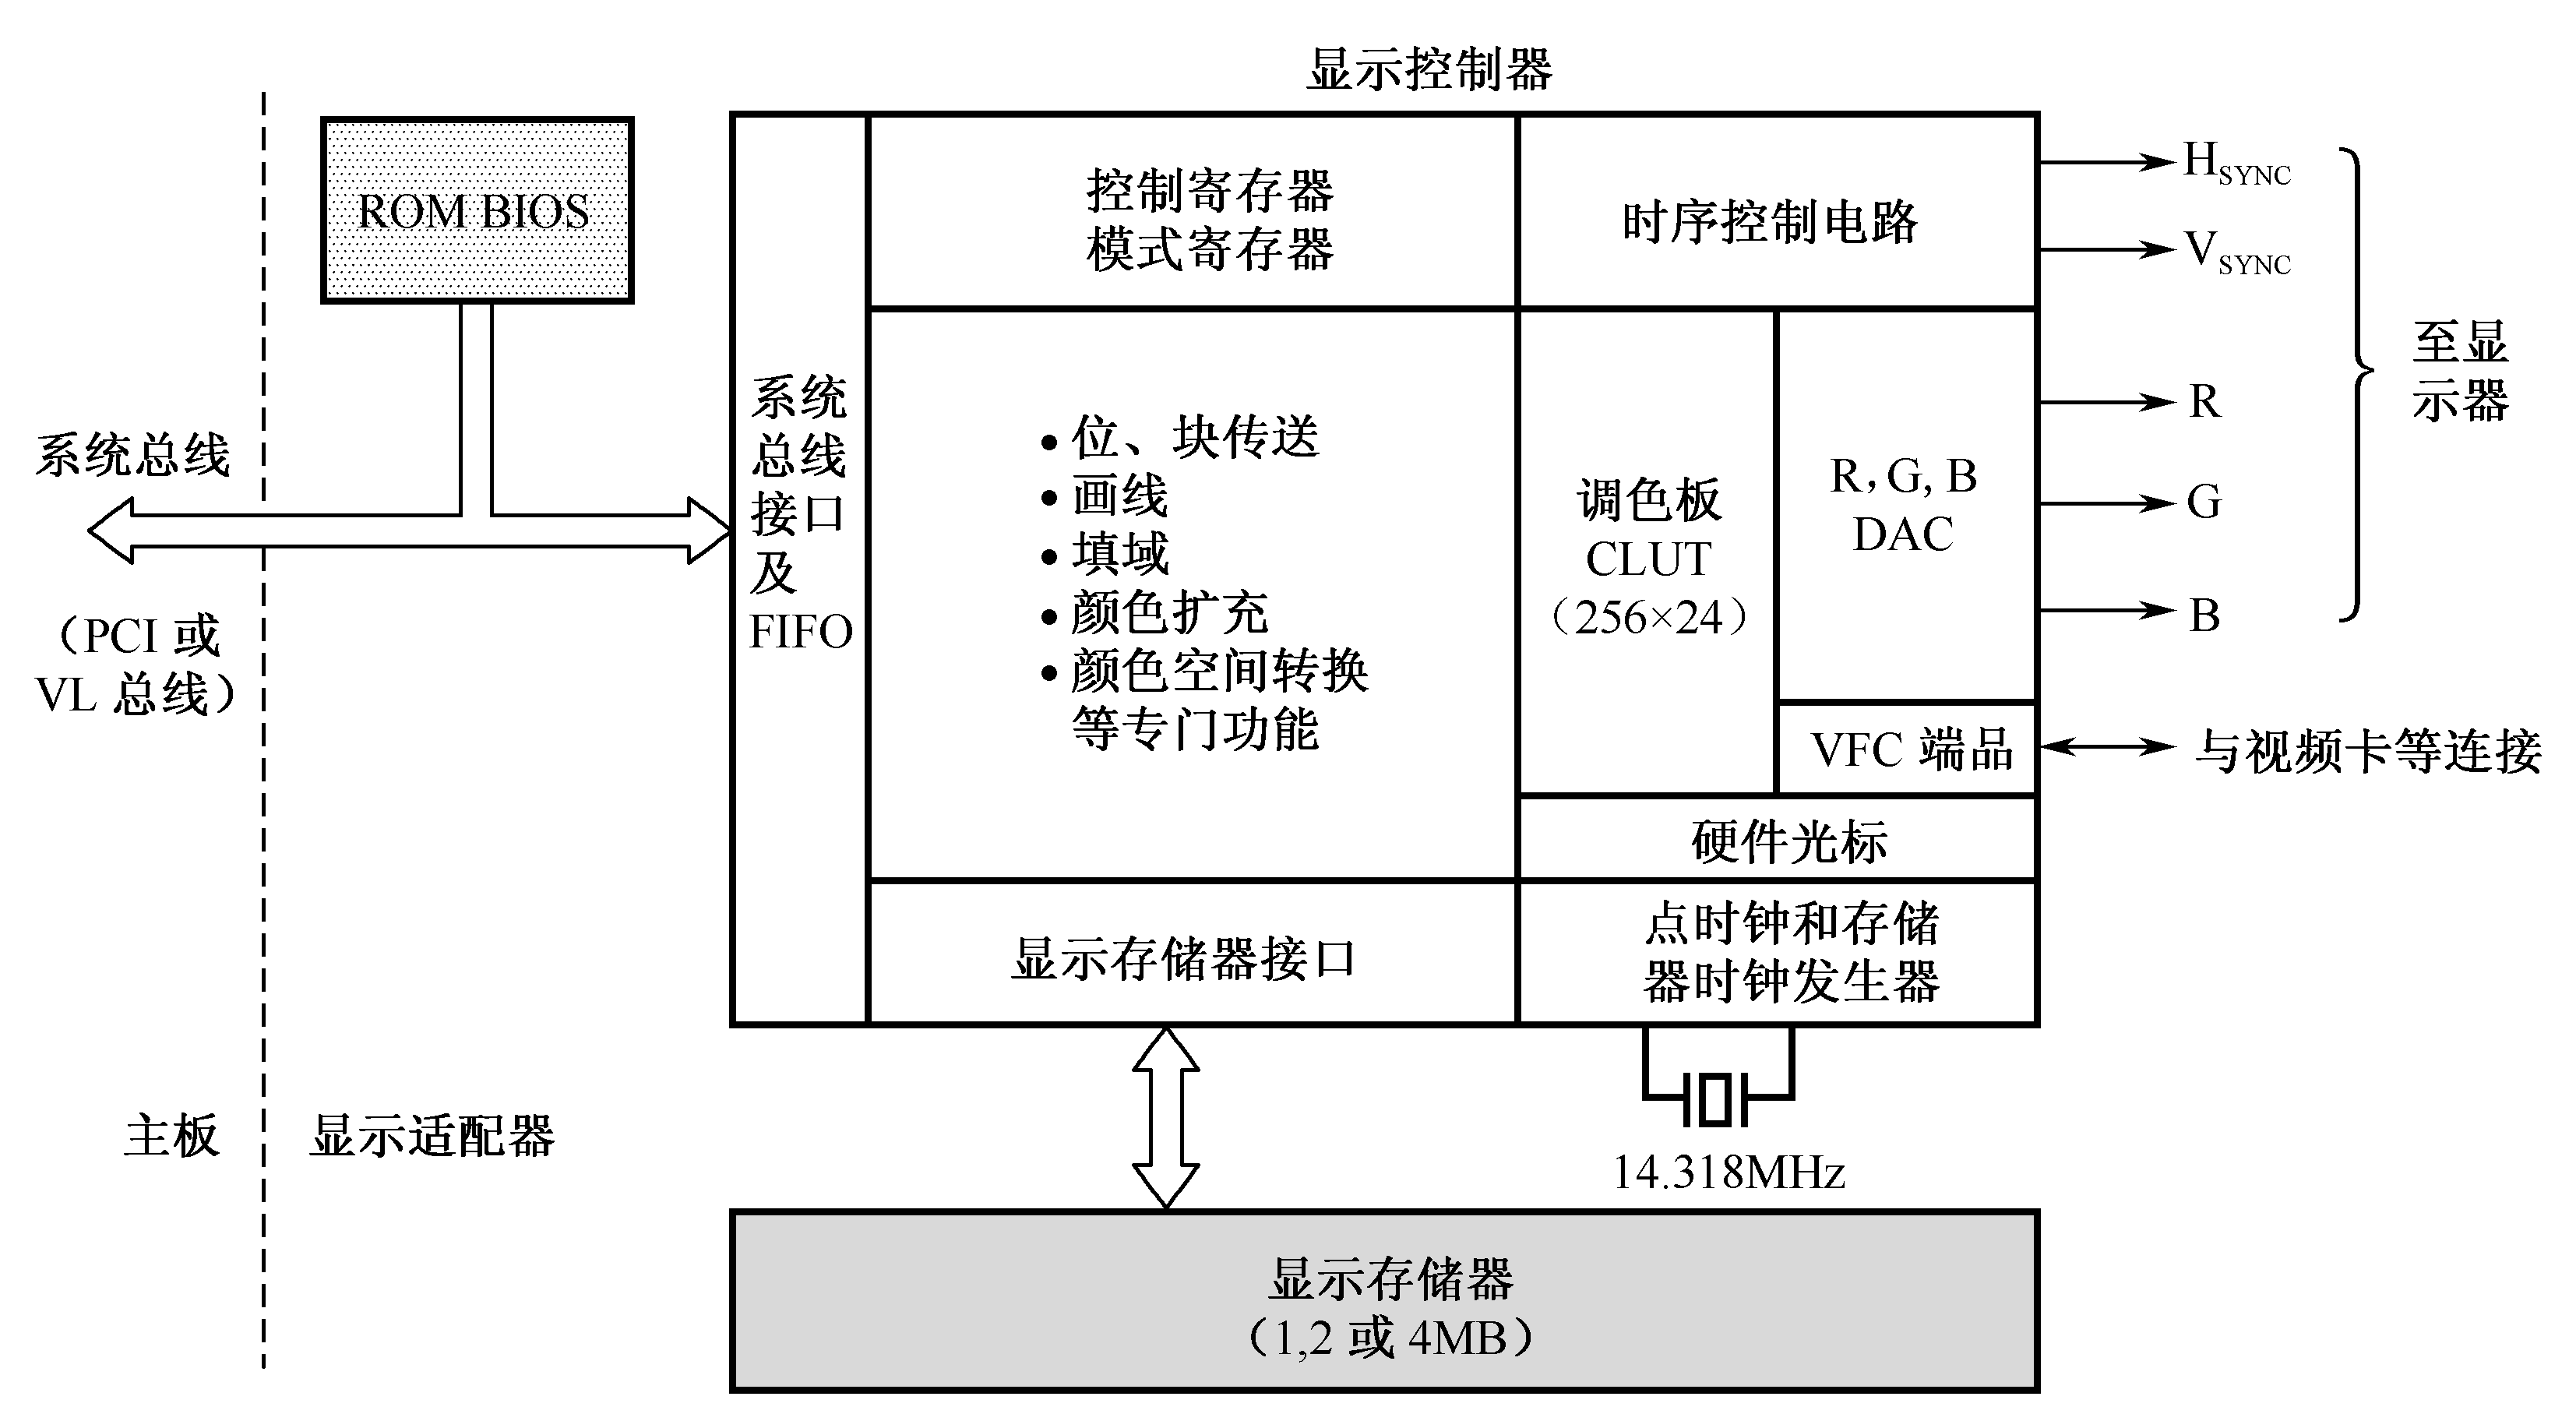 显示控制器
ROM BIOS
系统总线
（PCI 或
VL 总线）
主板
显示适配器
系统
总线
接口
及
FIFO
控制寄存器
模式寄存器
时序控制电路
• 位、块传送
• 画线
• 填域
• 颜色扩充
• 颜色空间转换
等专门功能
调色板
CLUT
（256×24）
R，G, B
DAC
VFC 端品
硬件光标
显示存储器接口
点时钟和存储
器时钟发生器
HSYNC
VSYNC
R
G
B
至显
示器
与视频卡等连接
14.318MHz
显示存储器
（1,2 或 4MB）